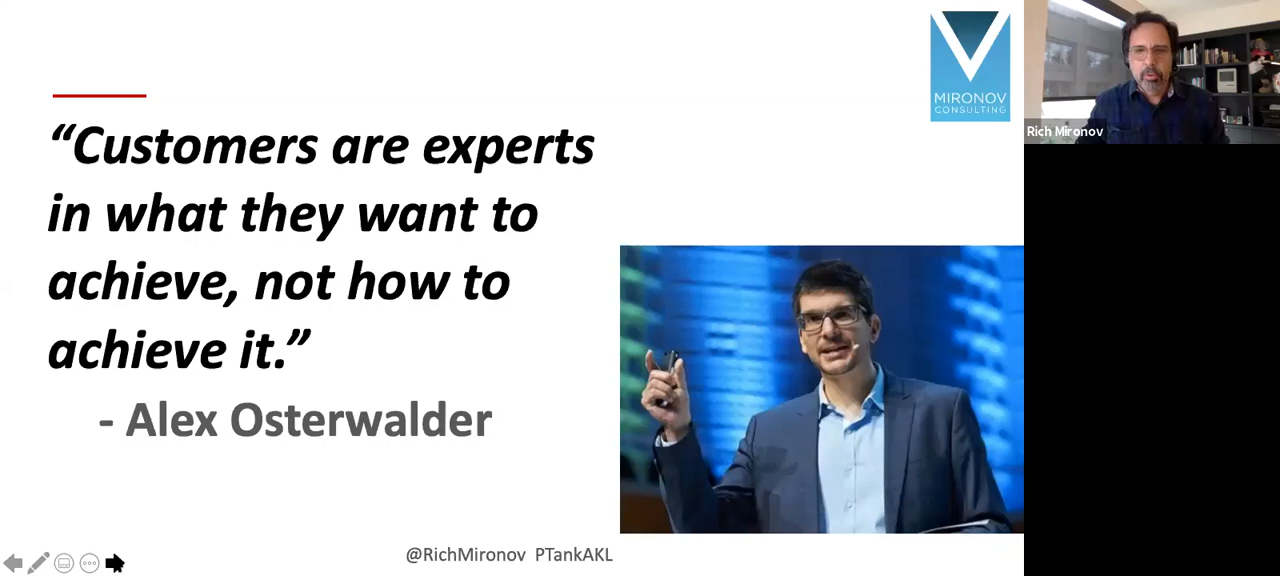 “Customers are experts
in what they want to
achieve, not how to
achieve it.”
- Alex Osterwalder
MIRONOV
CONSULTING
Rich Mironov
@RichMironov PTankAKL